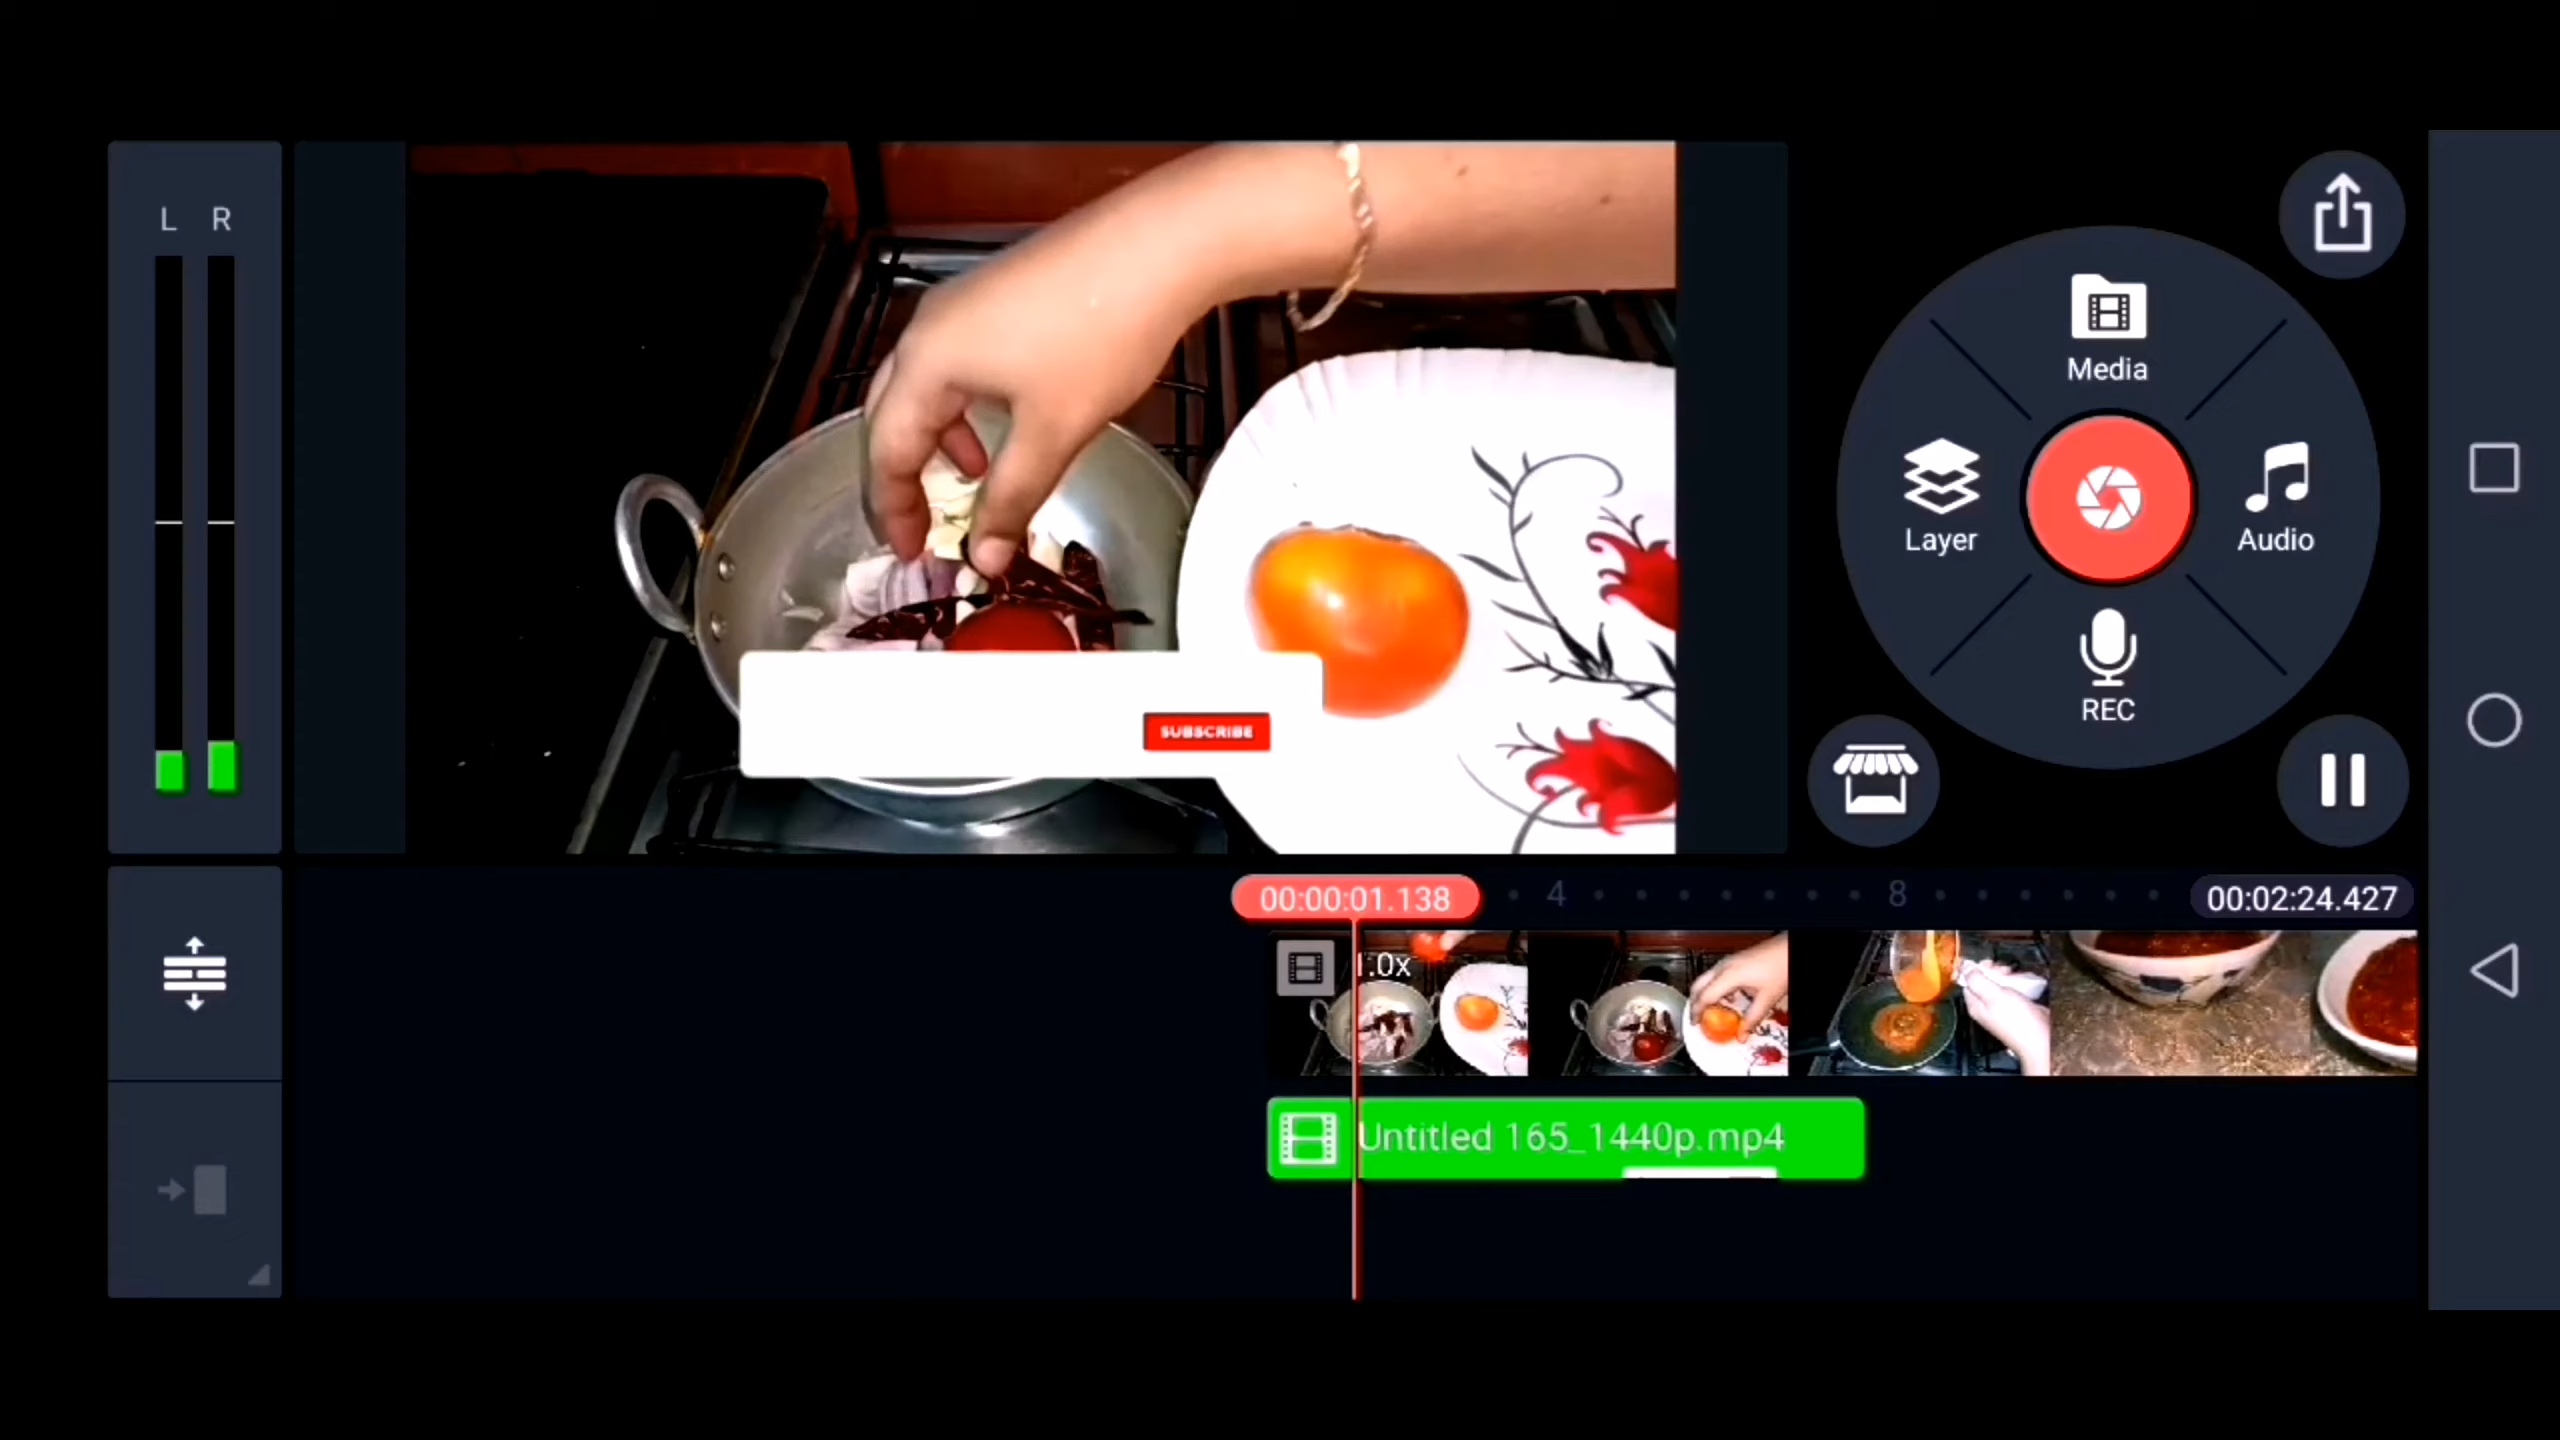 L R
Media
Layer
Audio
REC
SUBSCRIBE
00:00:01.138
4
8
00:02:24.427
1.0x
Untitled 165_1440p.mp4